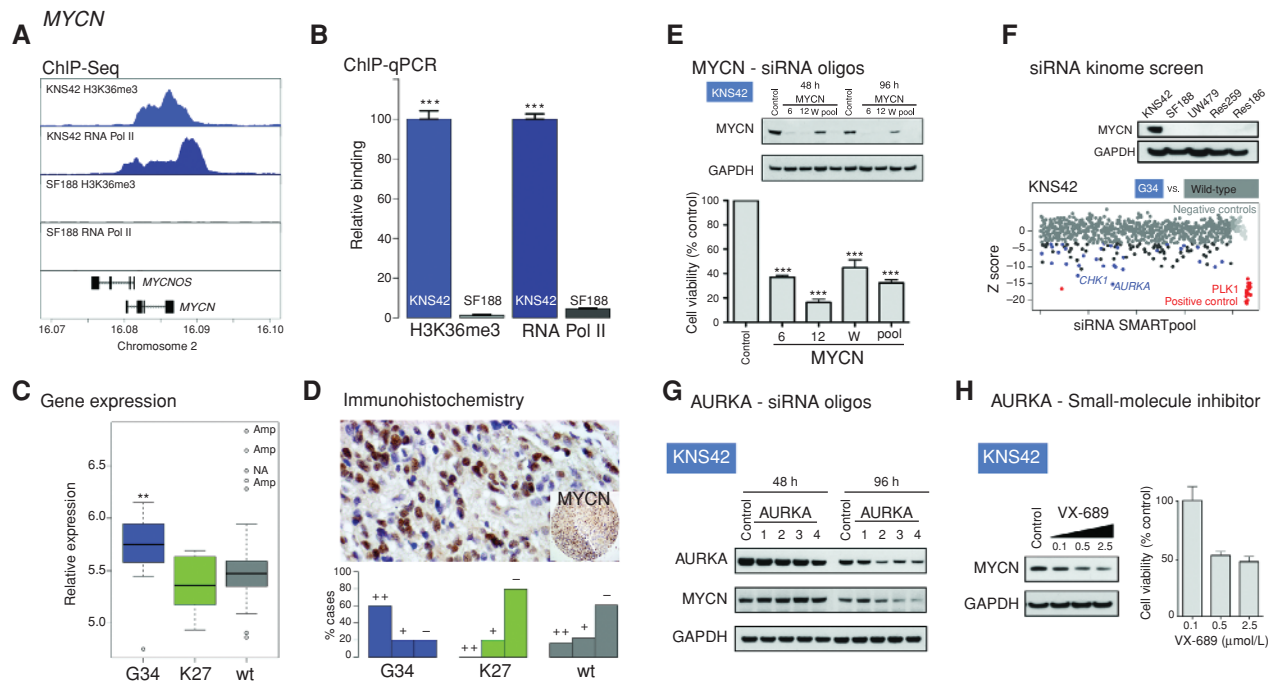 MYCN
A
ChIP-Seq
KNS42 H3K36me3
KNS42 RNA Pol II
SF188 H3K36me3
SF188 RNA Pol II
MYCNOS
MYCN
16.07 16.08 16.09 16.10
Chromosome 2
B
ChIP-qPCR
Relative binding
100
80
60
40
20
0
*** ***
KNS42 SF188 KNS42 SF188
H3K36me3 RNA Pol II
C
Gene expression
Relative expression
6.5
6.0
5.5
5.0
**
Amp
Amp
NA
Amp
G34 K27 wt
D
Immunohistochemistry
MYCN
% cases
100
80
60
40
20
0
++ + −
++ + −
++ + −
G34 K27 wt
E
MYCN - siRNA oligos
KNS42
48 h 96 h
Control MYCN Control MYCN
6 12 W pool 6 12 W pool
MYCN
GAPDH
Cell viability (% control)
100
80
60
40
20
0
*** *** *** ***
Control 6 12 W pool
MYCN
F
siRNA kinome screen
KNS42 SF188 UW479 Res259 Res186
MYCN
GAPDH
KNS42
G34 vs. Wild-type
Negative controls
Z score
0
−5
−10
−15
−20
CHK1 AURKA
PLK1
Positive control
siRNA SMARTpool
G
AURKA - siRNA oligos
KNS42
48 h 96 h
Control AURKA Control AURKA
1 2 3 4 1 2 3 4
AURKA
MYCN
GAPDH
H
AURKA - Small-molecule inhibitor
KNS42
Control VX-689
0.1 0.5 2.5
MYCN
GAPDH
Cell viability (% control)
100
50
0
0.1 0.5 2.5
VX-689 (μmol/L)